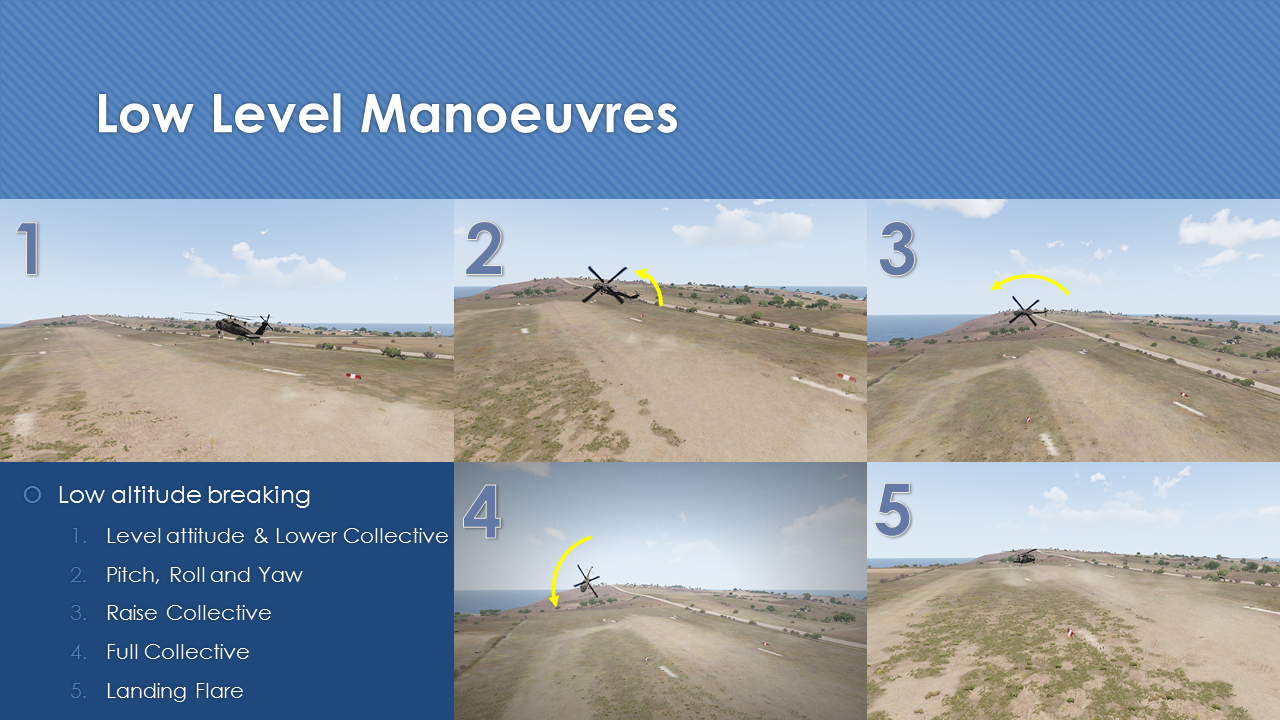 Low Level Manoeuvres
1
2
3
Low altitude breaking
1. Level attitude & Lower Collective
2. Pitch, Roll and Yaw
3. Raise Collective
4. Full Collective
5. Landing Flare
4
5